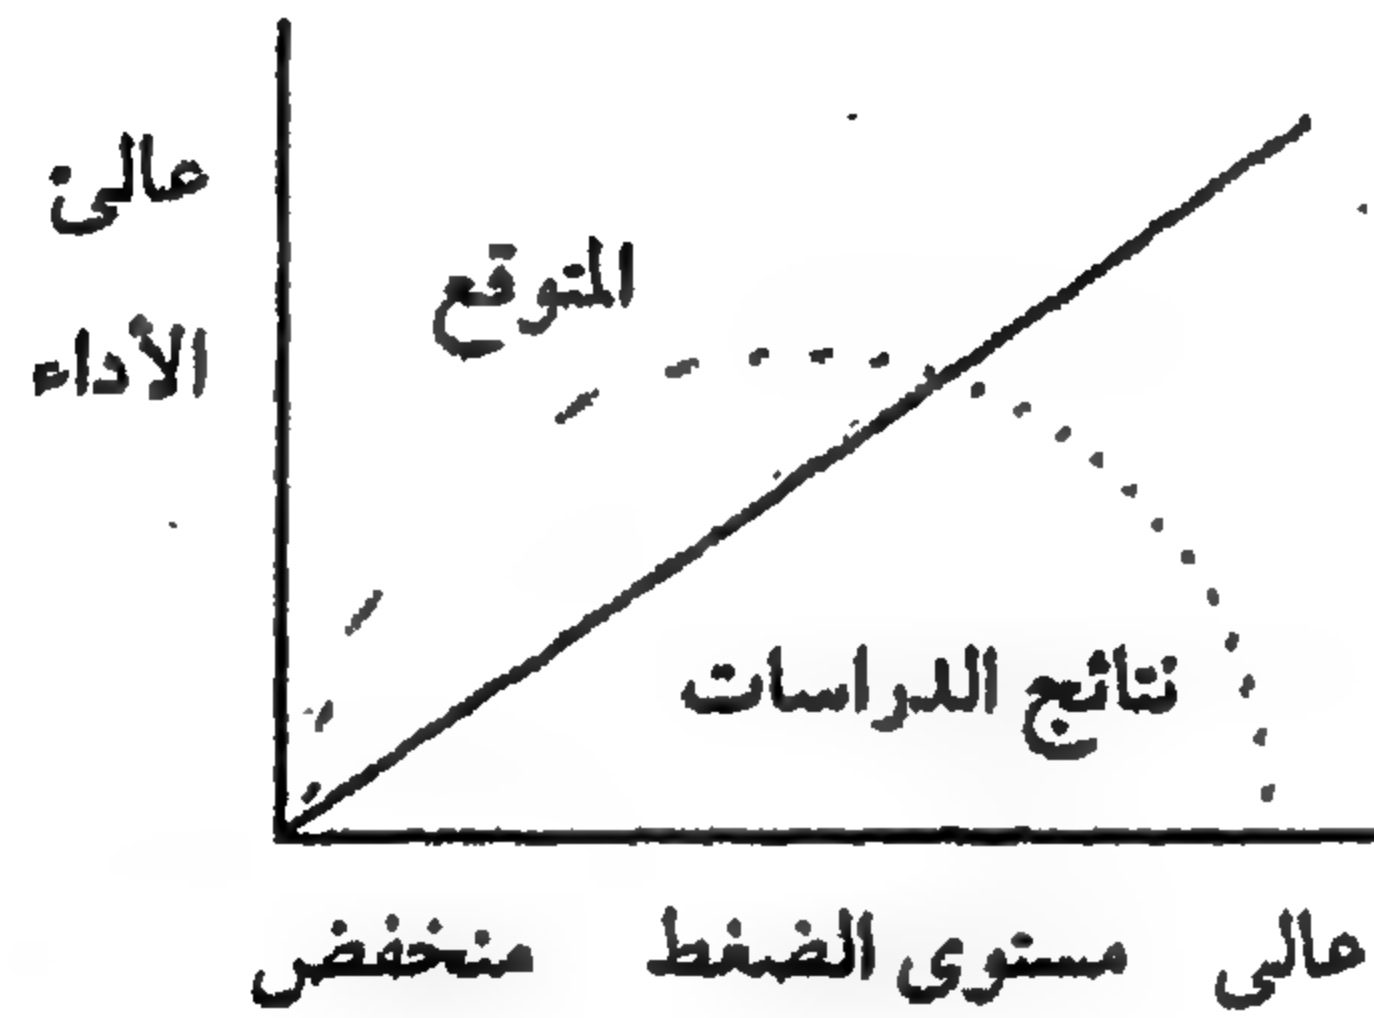 عالى
المتوقع
الأداء
نتائج الدراسات
منخفض مستوى الضغط عالى